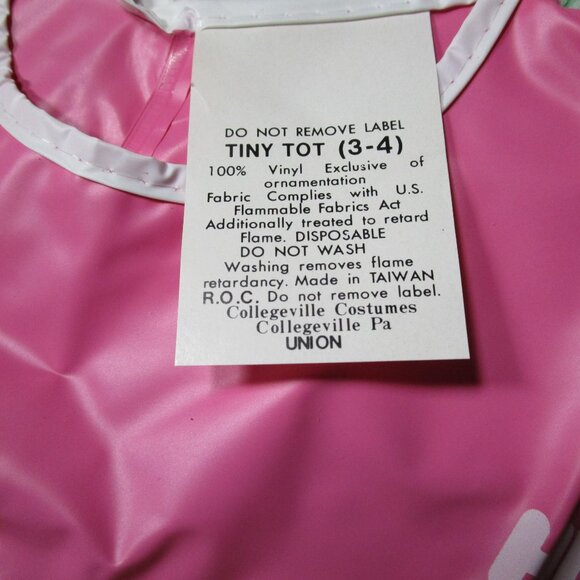 DO NOT REMOVE LABEL
TINY TOT (3-4)
100% Vinyl Exclusive of
ornamentation
Fabric Complies with U.S.
Flammable Fabrics Act
Additionally treated to retard
Flame. DISPOSABLE
DO NOT WASH
Washing removes flame
retardancy. Made in TAIWAN
R.O.C. Do not remove label.
Collegeville Costumes
Collegeville Pa
UNION